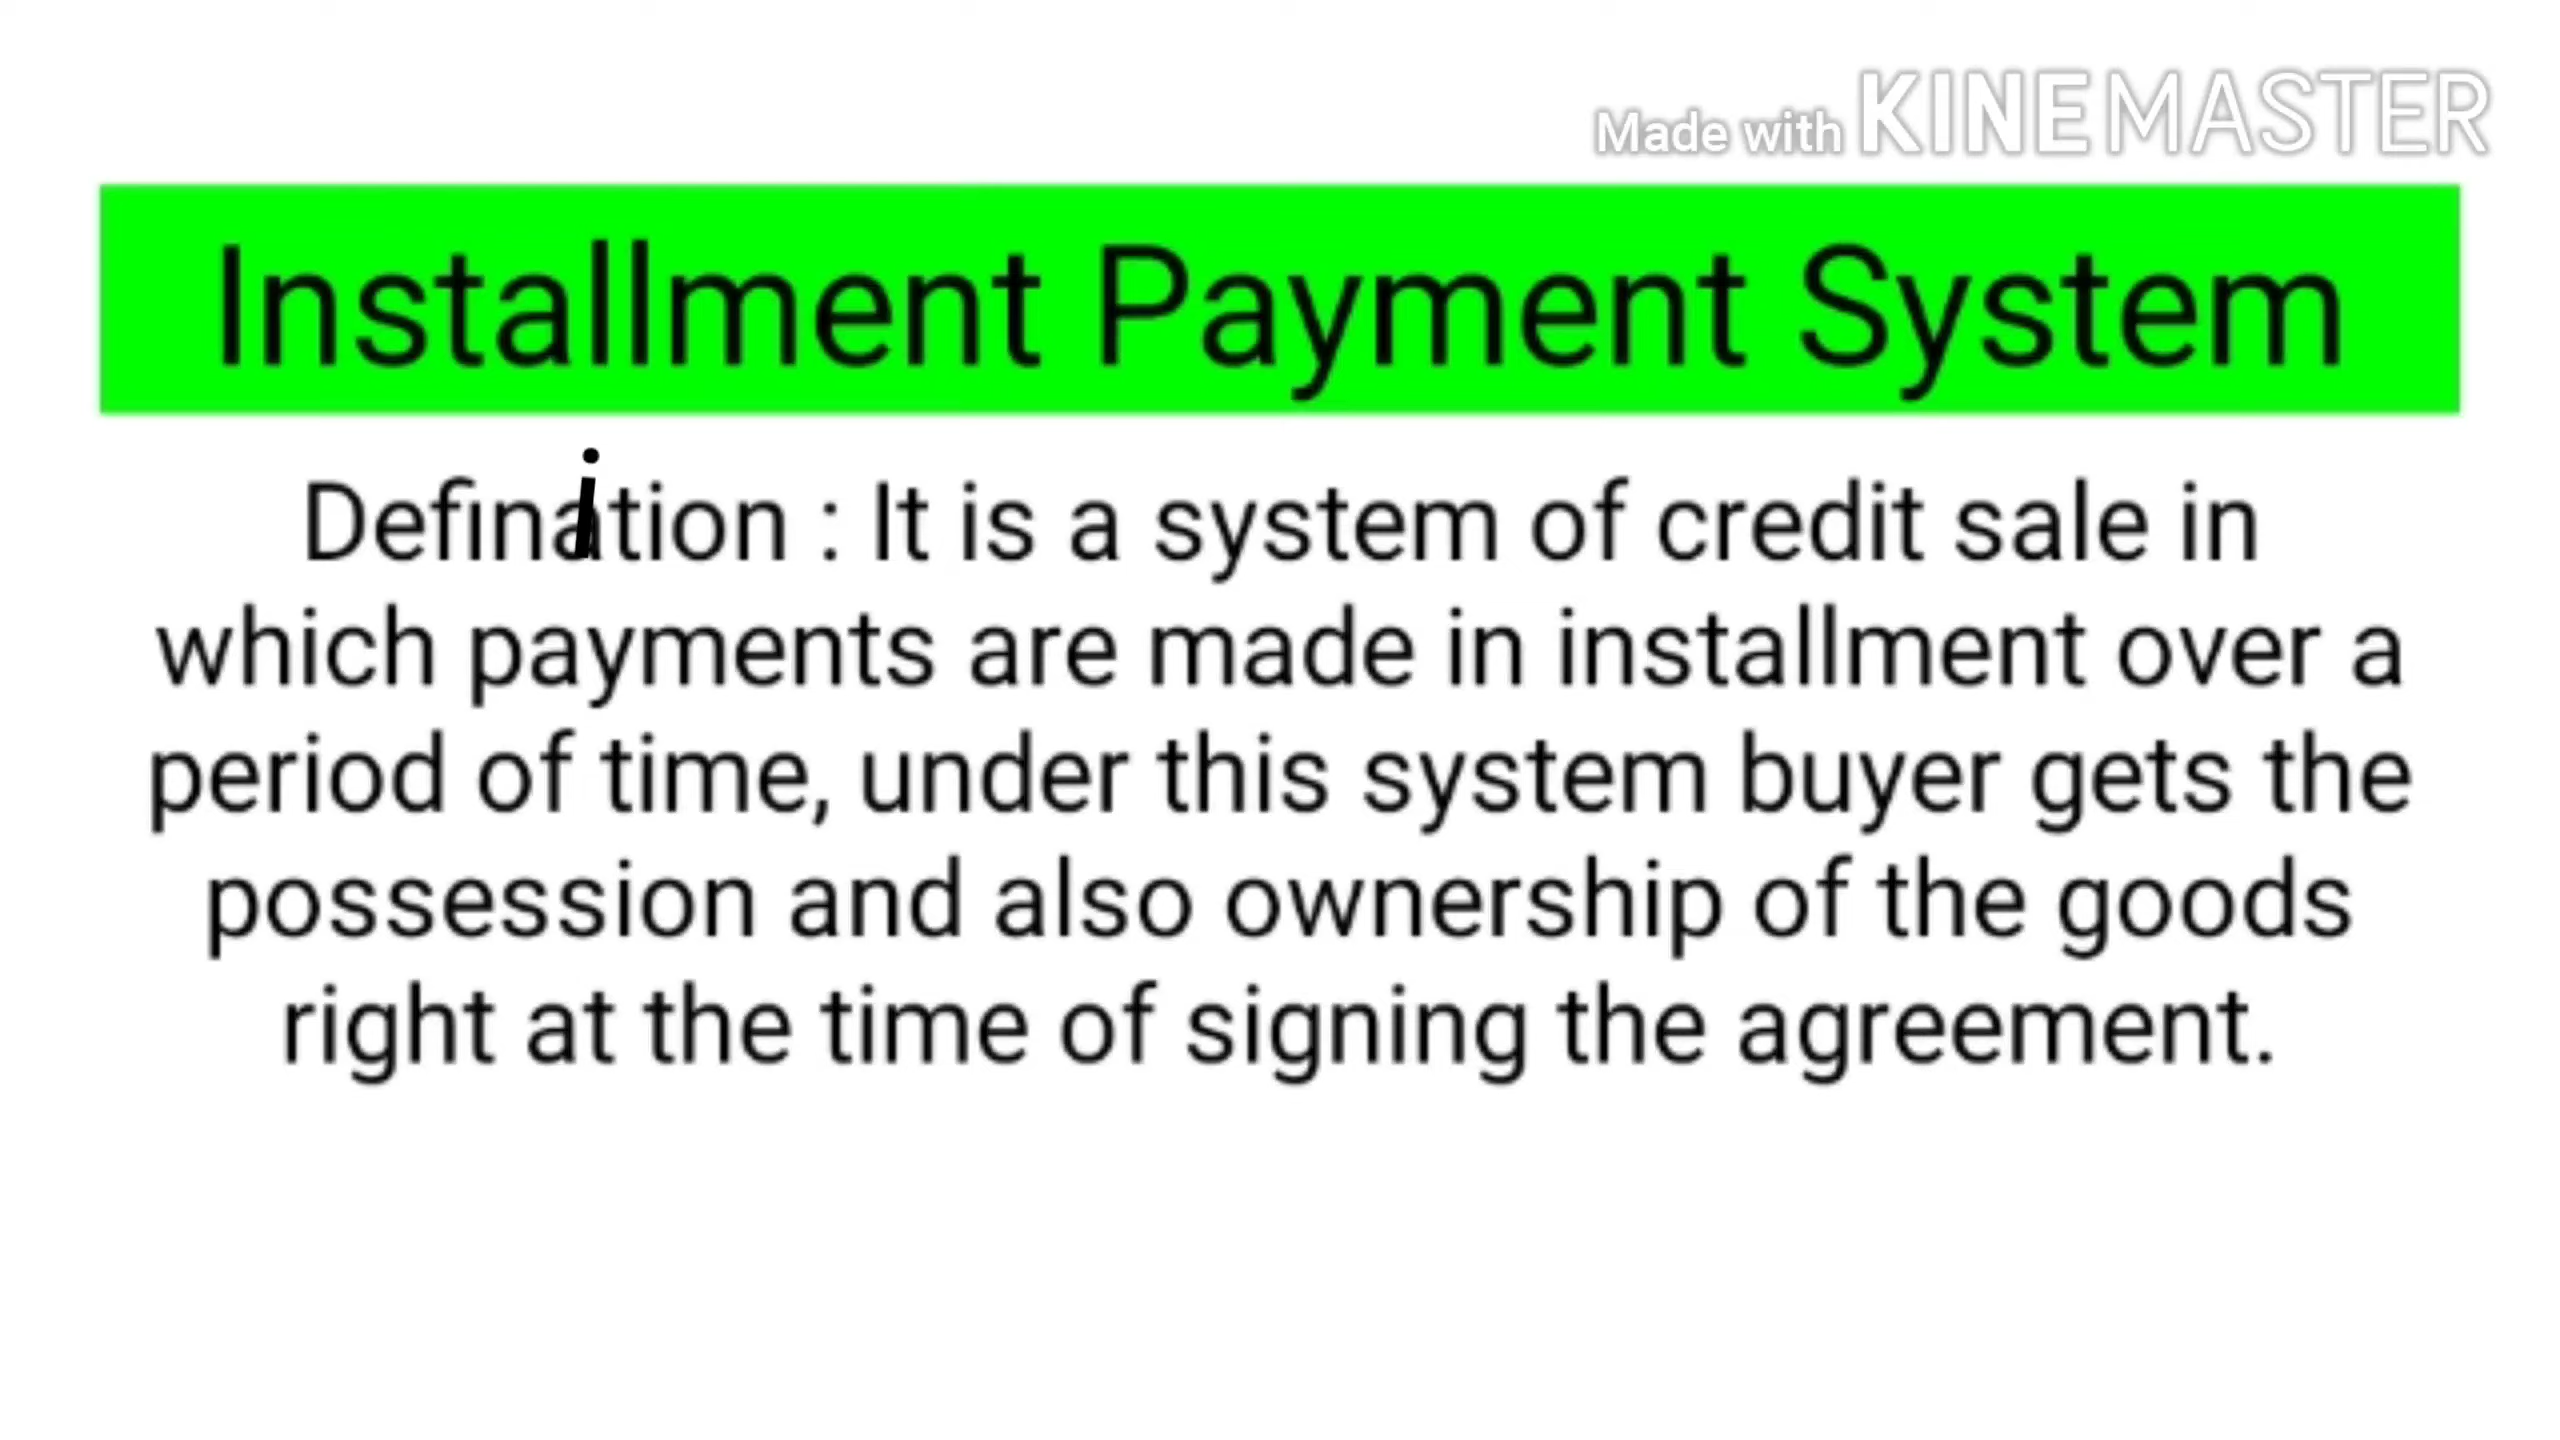 Made with KINEMASTER
Installment Payment System
i
Defination : It is a system of credit sale in
which payments are made in installment over a
period of time, under this system buyer gets the
possession and also ownership of the goods
right at the time of signing the agreement.